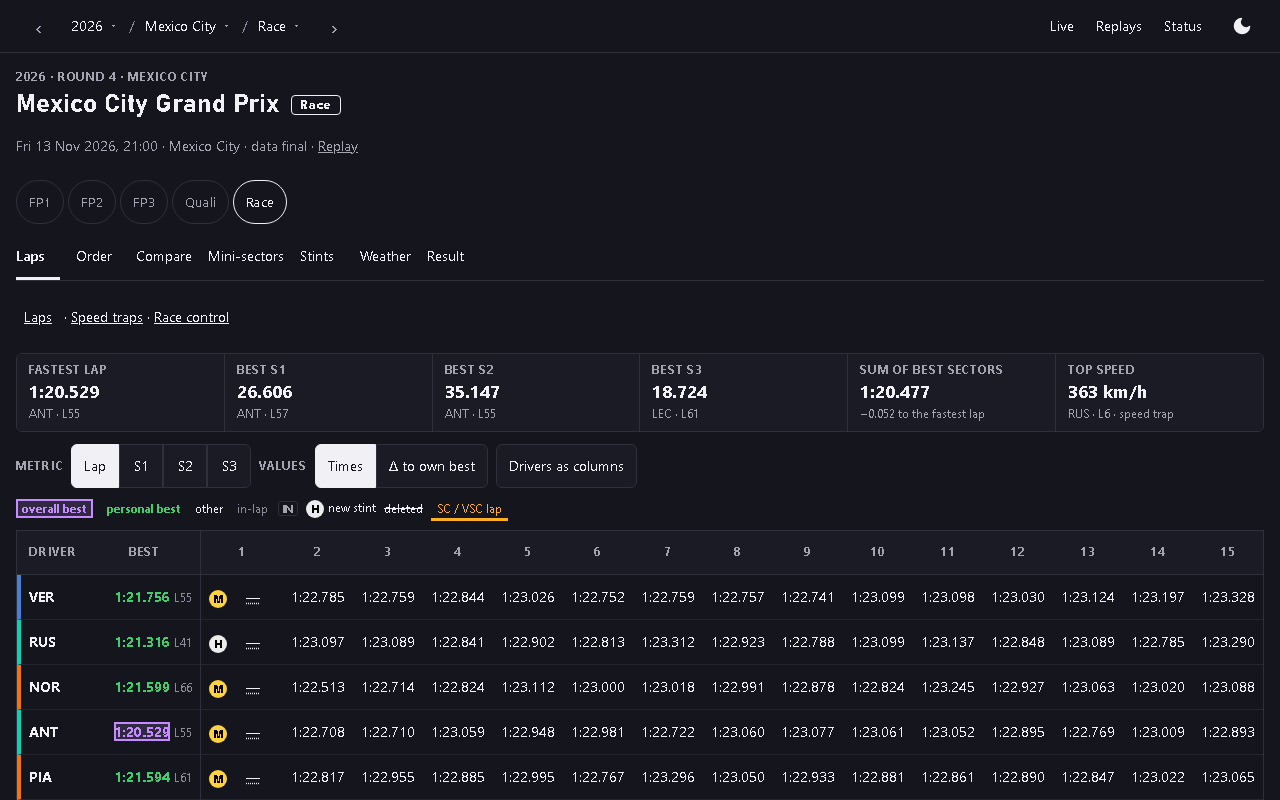 ‹ 2026 / Mexico City / Race ›
Live Replays Status
2026 · ROUND 4 · MEXICO CITY
Mexico City Grand Prix Race
Fri 13 Nov 2026, 21:00 · Mexico City · data final · Replay
FP1 FP2 FP3 Quali Race
Laps Order Compare Mini-sectors Stints Weather Result
Laps · Speed traps · Race control
FASTEST LAP BEST S1 BEST S2 BEST S3 SUM OF BEST SECTORS TOP SPEED
1:20.529 26.606 35.147 18.724 1:20.477 363 km/h
ANT · L55 ANT · L57 ANT · L55 LEC · L61 −0.052 to the fastest lap RUS · L6 · speed trap
METRIC Lap S1 S2 S3 VALUES Times Δ to own best Drivers as columns
overall best personal best other in-lap IN H new stint deleted SC / VSC lap
DRIVER BEST 1 2 3 4 5 6 7 8 9 10 11 12 13 14 15
VER 1:21.756 L55 M — 1:22.785 1:22.759 1:22.844 1:23.026 1:22.752 1:22.759 1:22.757 1:22.741 1:23.099 1:23.098 1:23.030 1:23.124 1:23.197 1:23.328
RUS 1:21.316 L41 H — 1:23.097 1:23.089 1:22.841 1:22.902 1:22.813 1:23.312 1:22.923 1:22.788 1:23.099 1:23.137 1:22.848 1:23.089 1:22.785 1:23.290
NOR 1:21.599 L66 M — 1:22.513 1:22.714 1:22.824 1:23.112 1:23.000 1:23.018 1:22.991 1:22.878 1:22.824 1:23.245 1:22.927 1:23.063 1:23.020 1:23.088
ANT 1:20.529 L55 M — 1:22.708 1:22.710 1:23.059 1:22.948 1:22.981 1:22.722 1:23.060 1:23.077 1:23.061 1:23.052 1:22.895 1:22.769 1:23.009 1:22.893
PIA 1:21.594 L61 M — 1:22.817 1:22.955 1:22.885 1:22.995 1:22.767 1:23.296 1:23.050 1:22.933 1:22.881 1:22.861 1:22.890 1:22.847 1:23.022 1:23.065